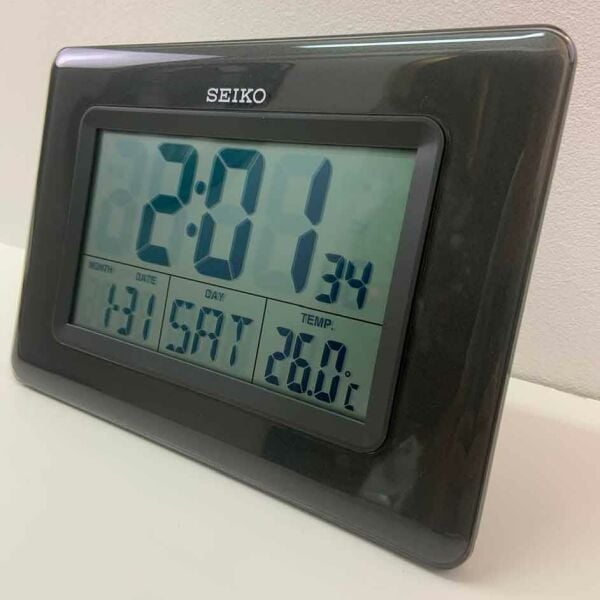 SEIKO
2:01 34
MONTH DATE DAY TEMP.
1-31 SAT 26.0°C